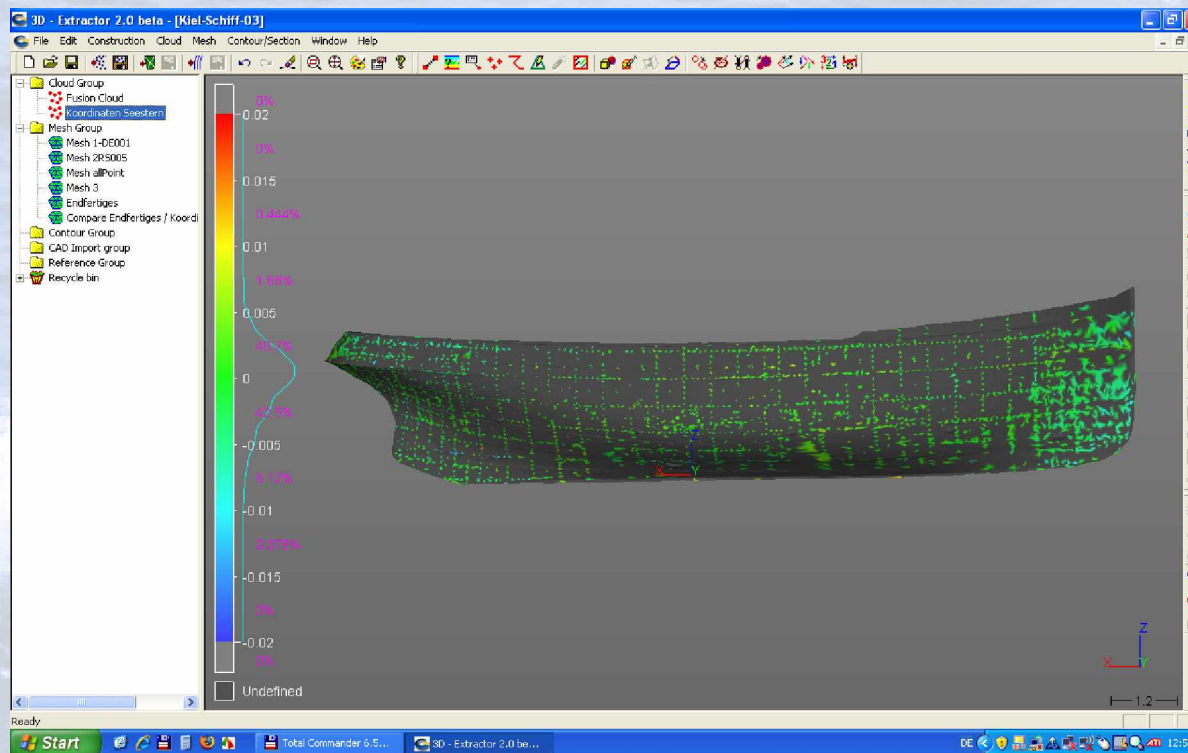 3D - Extractor 2.0 beta - [Kiel-Schiff-03]
File Edit Construction Cloud Mesh Contour/Section Window Help
Cloud Group
Fusion Cloud
Koordinaten Seestern
Mesh Group
Mesh 1-DE001
Mesh 2RS005
Mesh allPoint
Mesh 3
Endfertiges
Compare Endfertiges / Koordi
Contour Group
CAD Import group
Reference Group
Recycle bin
0%
0.02
0%
0.015
0.444%
0.01
1.88%
0.005
0
-0.005
-0.01
-0.015
0%
-0.02
0%
Undefined
Z
X
Y
Z
X
Y
1.2
Ready
Start
Total Commander 6.5...
3D - Extractor 2.0 be...
DE